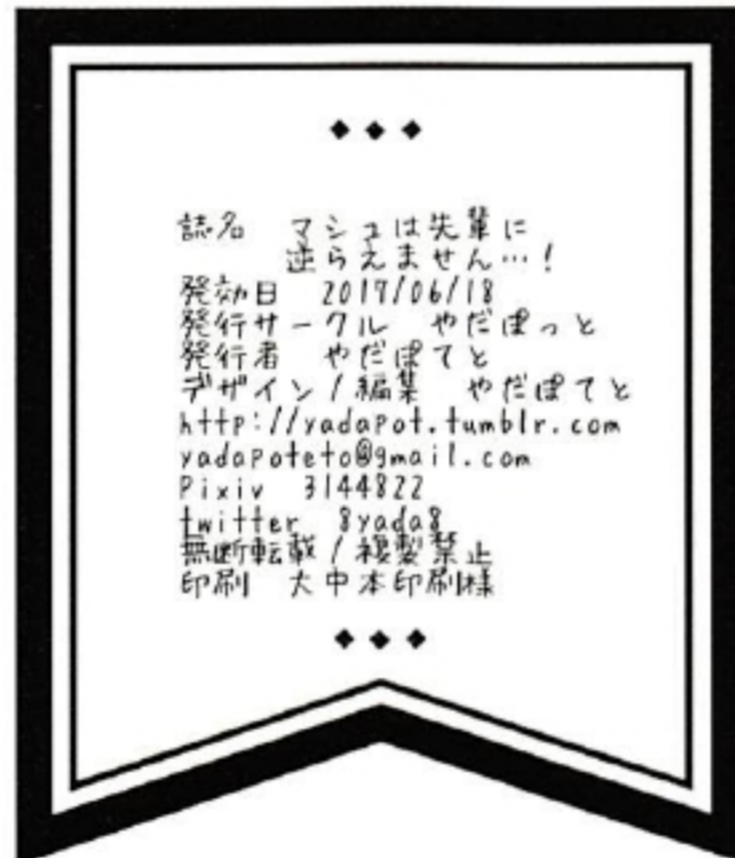 誌名　マシュは先輩に
逆らえません…！
発効日　2017/06/18
発行サークル　やだぽっと
発行者　やだぽてと
デザイン/編集　やだぽてと
http://yadapot.tumblr.com
yadapoteto@gmail.com
Pixiv　3144822
twitter　8yada8
無断転載/複製禁止
印刷　大中本印刷様